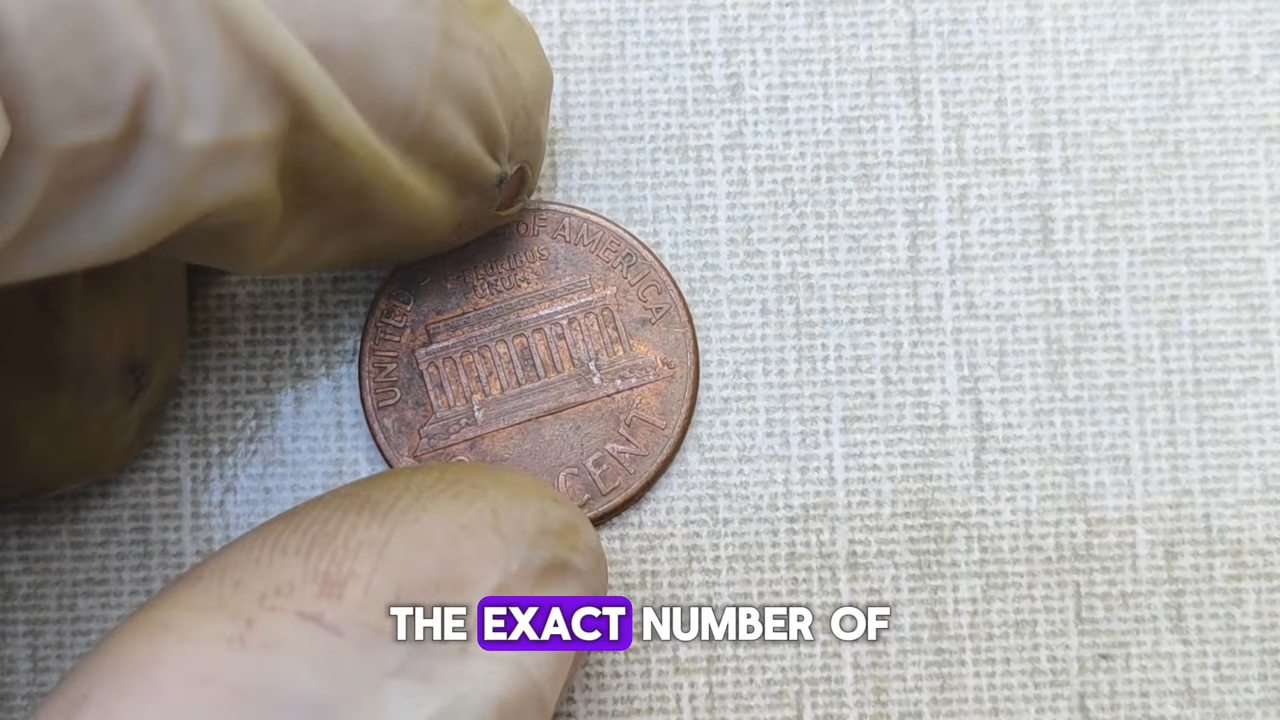 UNITED OF AMERICA
E PLURIBUS
UNUM
CENT
THE EXACT NUMBER OF